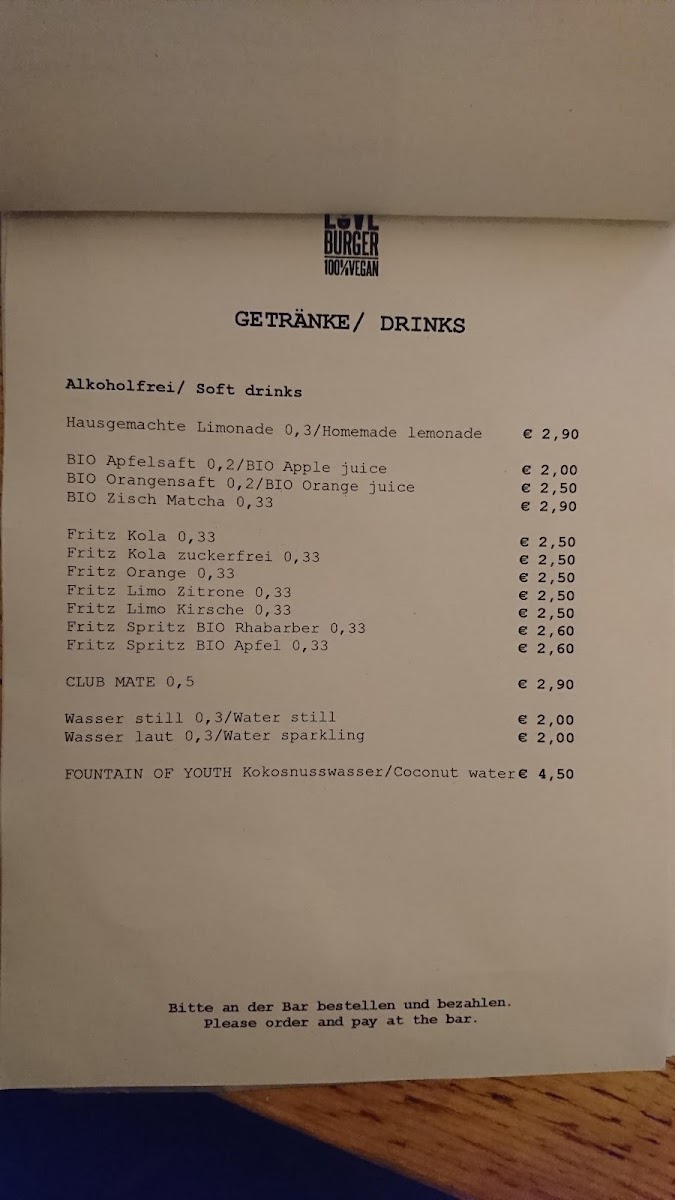 LOVE
BURGER
100% VEGAN
GETRÄNKE/ DRINKS
Alkoholfrei/ Soft drinks
Hausgemachte Limonade 0,3/Homemade lemonade € 2,90
BIO Apfelsaft 0,2/BIO Apple juice € 2,00
BIO Orangensaft 0,2/BIO Orange juice € 2,50
BIO Zisch Matcha 0,33 € 2,90
Fritz Kola 0,33 € 2,50
Fritz Kola zuckerfrei 0,33 € 2,50
Fritz Orange 0,33 € 2,50
Fritz Limo Zitrone 0,33 € 2,50
Fritz Limo Kirsche 0,33 € 2,50
Fritz Spritz BIO Rhabarber 0,33 € 2,60
Fritz Spritz BIO Apfel 0,33 € 2,60
CLUB MATE 0,5 € 2,90
Wasser still 0,3/Water still € 2,00
Wasser laut 0,3/Water sparkling € 2,00
FOUNTAIN OF YOUTH Kokosnusswasser/Coconut water€ 4,50
Bitte an der Bar bestellen und bezahlen.
Please order and pay at the bar.